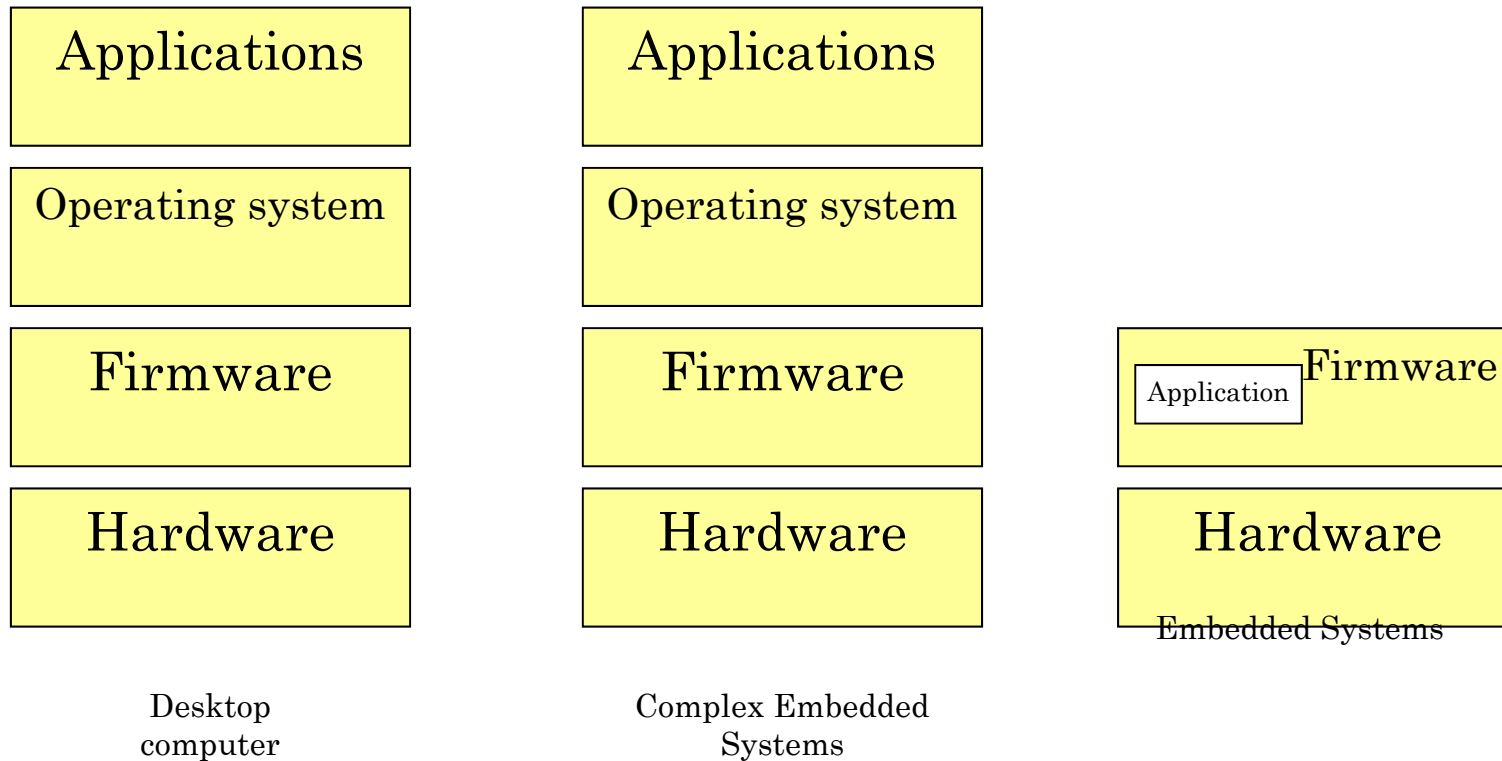 Applications
Operating system
Firmware
Hardware
Desktop
computer
Applications
Operating system
Firmware
Hardware
Complex Embedded
Systems
Firmware
Application
Hardware
Embedded Systems